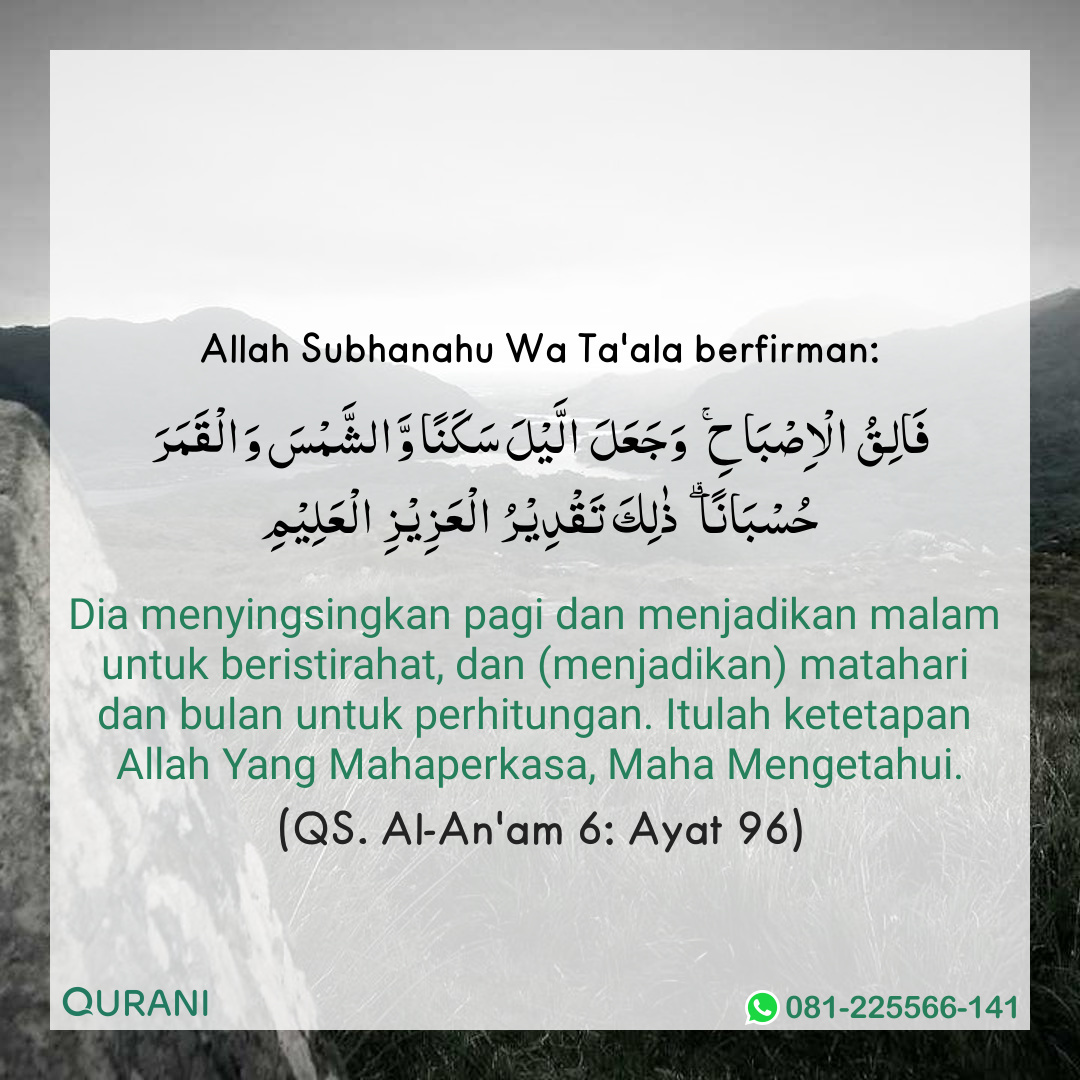 Allah Subhanahu Wa Ta'ala berfirman:
فَالِقُ الْاِصْبَاحِۚ وَجَعَلَ الَّيْلَ سَكَنًا وَّالشَّمْسَ وَالْقَمَرَ
حُسْبَانًاۗ ذٰلِكَ تَقْدِيْرُ الْعَزِيْزِ الْعَلِيْمِ
Dia menyingsingkan pagi dan menjadikan malam
untuk beristirahat, dan (menjadikan) matahari
dan bulan untuk perhitungan. Itulah ketetapan
Allah Yang Mahaperkasa, Maha Mengetahui.
(QS. Al-An'am 6: Ayat 96)
QURANI
081-225566-141